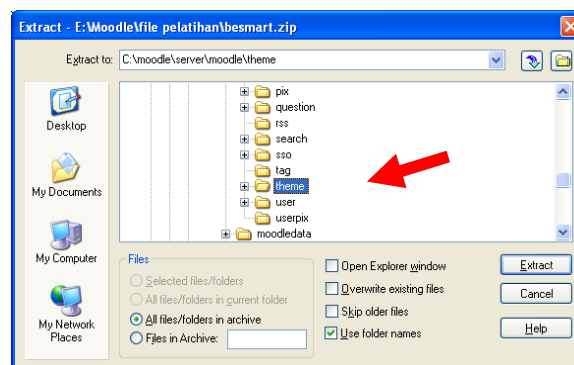 Extract - E:\Moodle\file pelatihan\besmart.zip
Extract to: C:\moodle\server\moodle\theme
Desktop
My Documents
My Computer
My Network
Places
pix
question
rss
search
sso
tag
theme
user
userpix
moodledata
Files
Selected files/folders
All files/folders in current folder
All files/folders in archive
Files in Archive:
Open Explorer window
Overwrite existing files
Skip older files
Use folder names
Extract
Cancel
Help